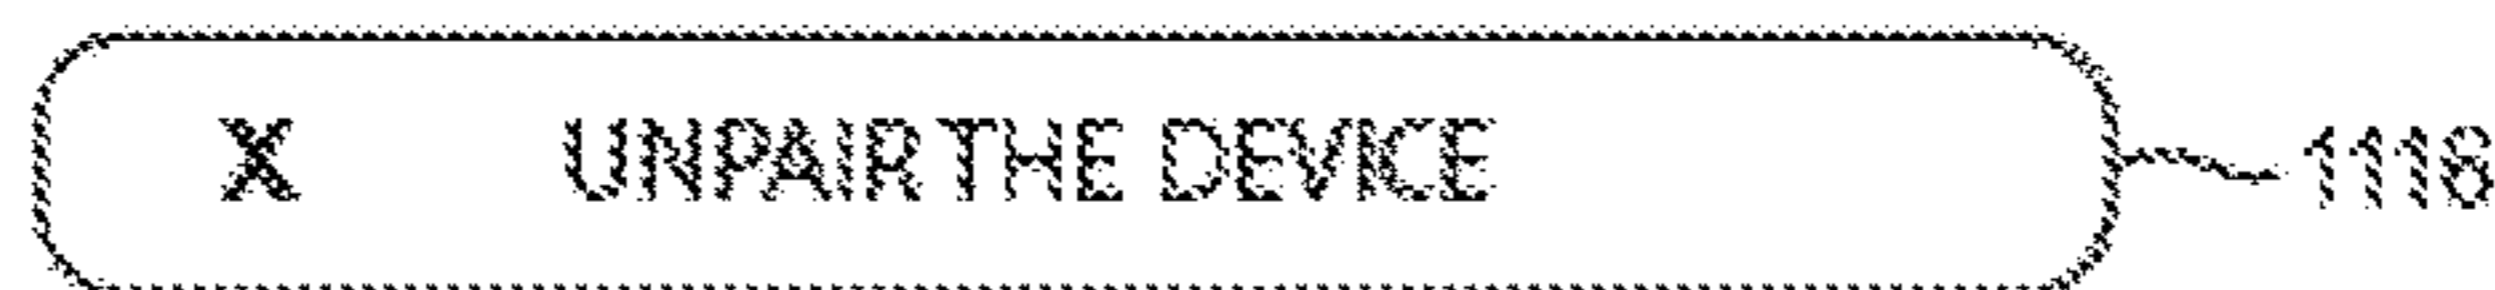 X UNPAIR THE DEVICE 1118